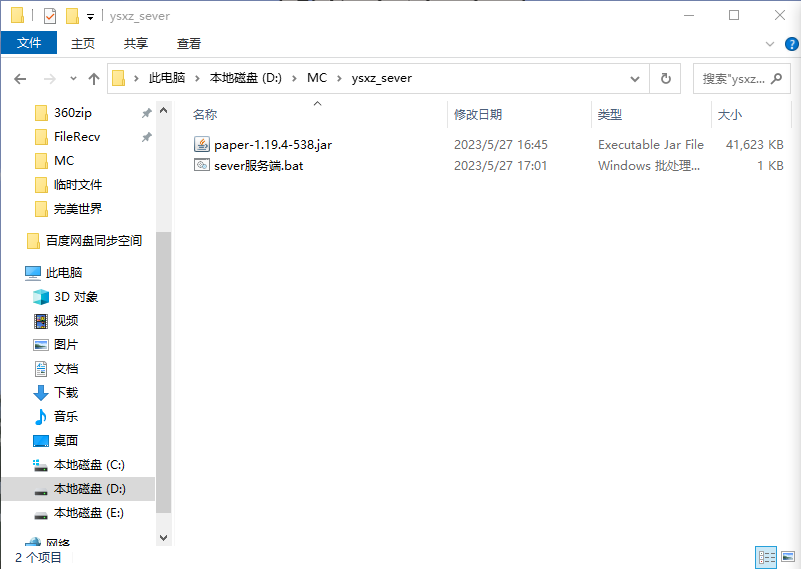 ysxz_sever
文件 主页 共享 查看
此电脑 本地磁盘 (D:) MC ysxz_sever 搜索"ysxz...
名称 修改日期 类型 大小
paper-1.19.4-538.jar 2023/5/27 16:45 Executable Jar File 41,623 KB
sever服务端.bat 2023/5/27 17:01 Windows 批处理... 1 KB
360zip
FileRecv
MC
临时文件
完美世界
百度网盘同步空间
此电脑
3D 对象
视频
图片
文档
下载
音乐
桌面
本地磁盘 (C:)
本地磁盘 (D:)
本地磁盘 (E:)
网络
2 个项目